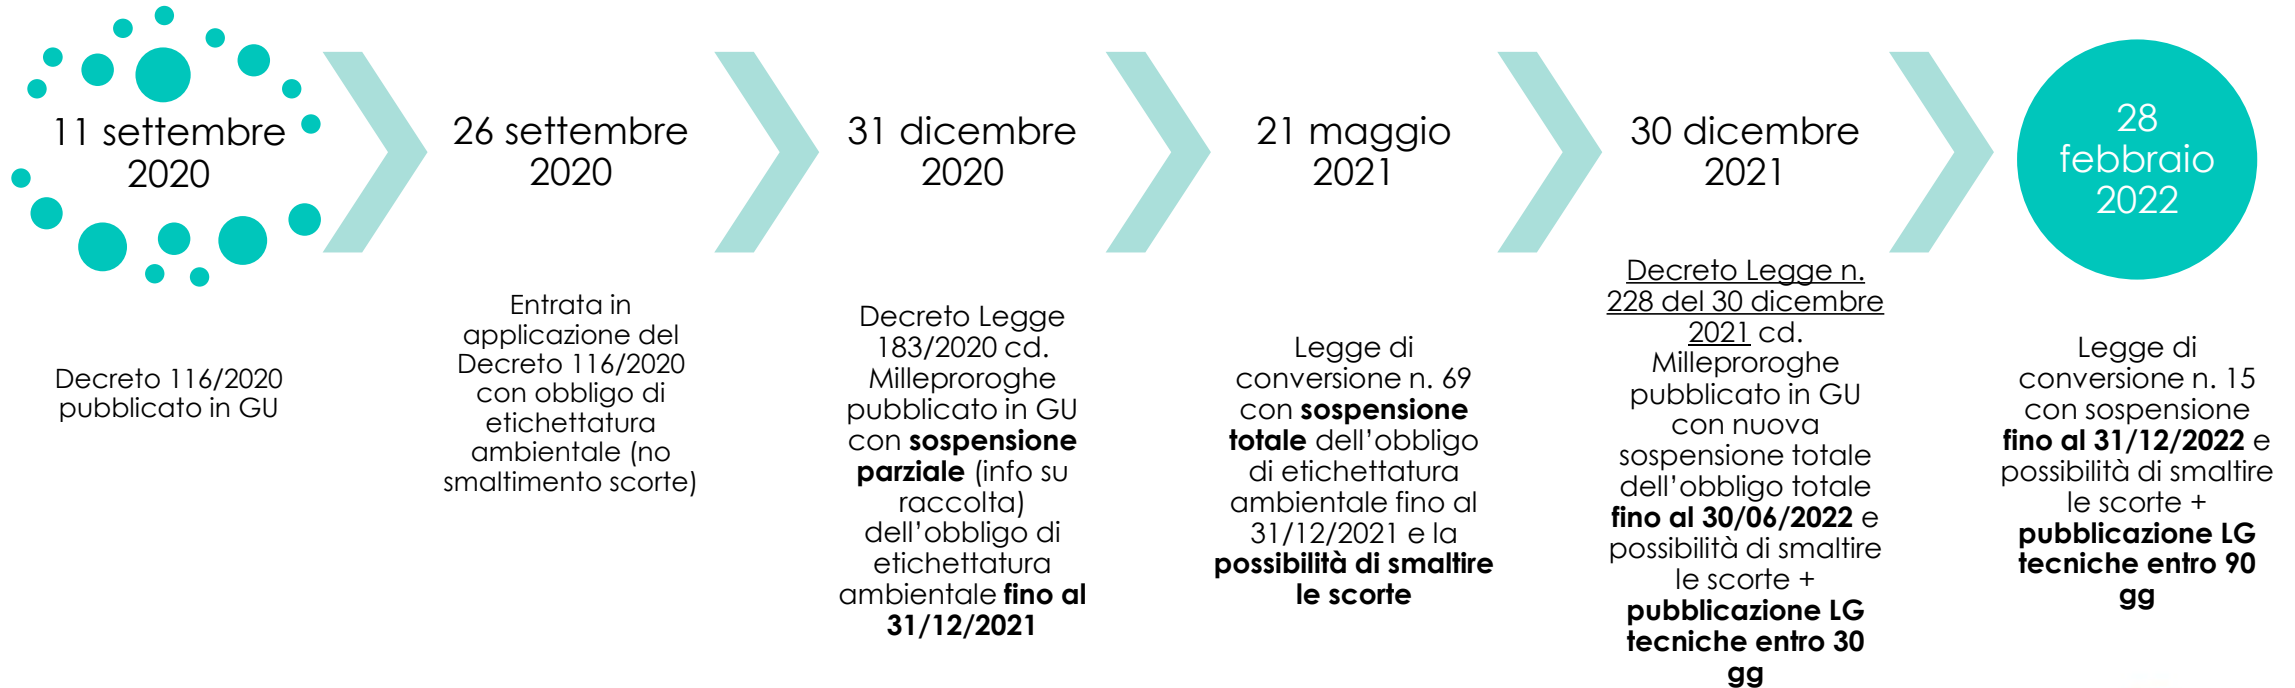 11 settembre
2020
Decreto 116/2020
pubblicato in GU
26 settembre
2020
Entrata in
applicazione del
Decreto 116/2020
con obbligo di
etichettatura
ambientale (no
smaltimento scorte)
31 dicembre
2020
Decreto Legge
183/2020 cd.
Milleproroghe
pubblicato in GU
con sospensione
parziale (info su
raccolta)
dell’obbligo di
etichettatura
ambientale fino al
31/12/2021
21 maggio
2021
Legge di
conversione n. 69
con sospensione
totale dell’obbligo
di etichettatura
ambientale fino al
31/12/2021 e la
possibilità di smaltire
le scorte
30 dicembre
2021
Decreto Legge n.
228 del 30 dicembre
2021 cd.
Milleproroghe
pubblicato in GU
con nuova
sospensione totale
dell’obbligo totale
fino al 30/06/2022 e
possibilità di smaltire
le scorte +
pubblicazione LG
tecniche entro 30
gg
28
febbraio
2022
Legge di
conversione n. 15
con sospensione
fino al 31/12/2022 e
possibilità di smaltire
le scorte +
pubblicazione LG
tecniche entro 90
gg